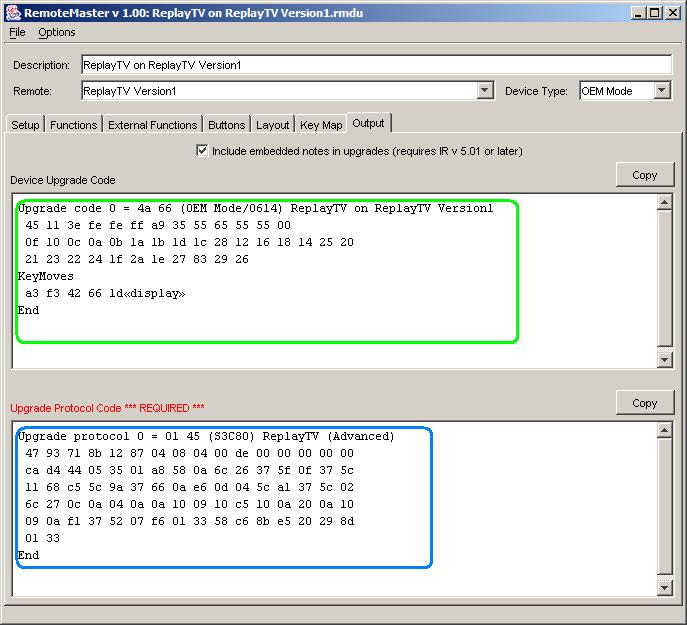 RemoteMaster v 1.00: ReplayTV on ReplayTV Version1.rmdu
File Options
Description: ReplayTV on ReplayTV Version1
Remote: ReplayTV Version1 Device Type: OEM Mode
Setup Functions External Functions Buttons Layout Key Map Output
Include embedded notes in upgrades (requires IR v 5.01 or later)
Device Upgrade Code Copy
Upgrade code 0 = 4a 66 (OEM Mode/0614) ReplayTV on ReplayTV Version1
45 11 3e fe fe ff a9 35 55 65 55 55 00
0f 10 0c 0a 0b 1a 1b 1d 1c 28 12 16 18 14 25 20
21 23 22 24 1f 2a 1e 27 83 29 26
KeyMoves
a3 f3 42 66 1d«display»
End
Upgrade Protocol Code *** REQUIRED *** Copy
Upgrade protocol 0 = 01 45 (S3C80) ReplayTV (Advanced)
47 93 71 8b 12 87 04 08 04 00 de 00 00 00 00 00
ca d4 44 05 35 01 a8 58 0a 6c 26 37 5f 0f 37 5c
11 68 c5 5c 9a 37 66 0a e6 0d 04 5c a1 37 5c 02
6c 27 0c 0a 04 0a 0a 10 09 10 c5 10 0a 20 0a 10
09 0a f1 37 52 07 f6 01 33 58 c6 8b e5 20 29 8d
01 33
End